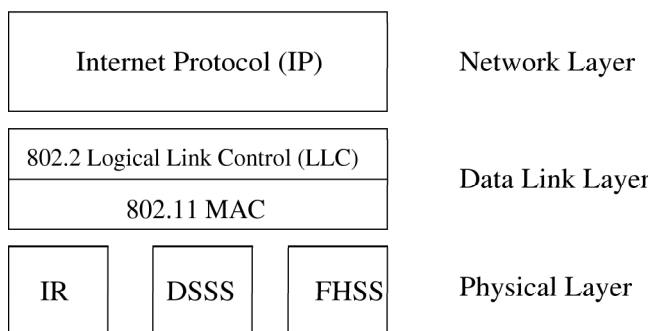 Internet Protocol (IP) Network Layer
802.2 Logical Link Control (LLC)
Data Link Layer
802.11 MAC
IR DSSS FHSS Physical Layer